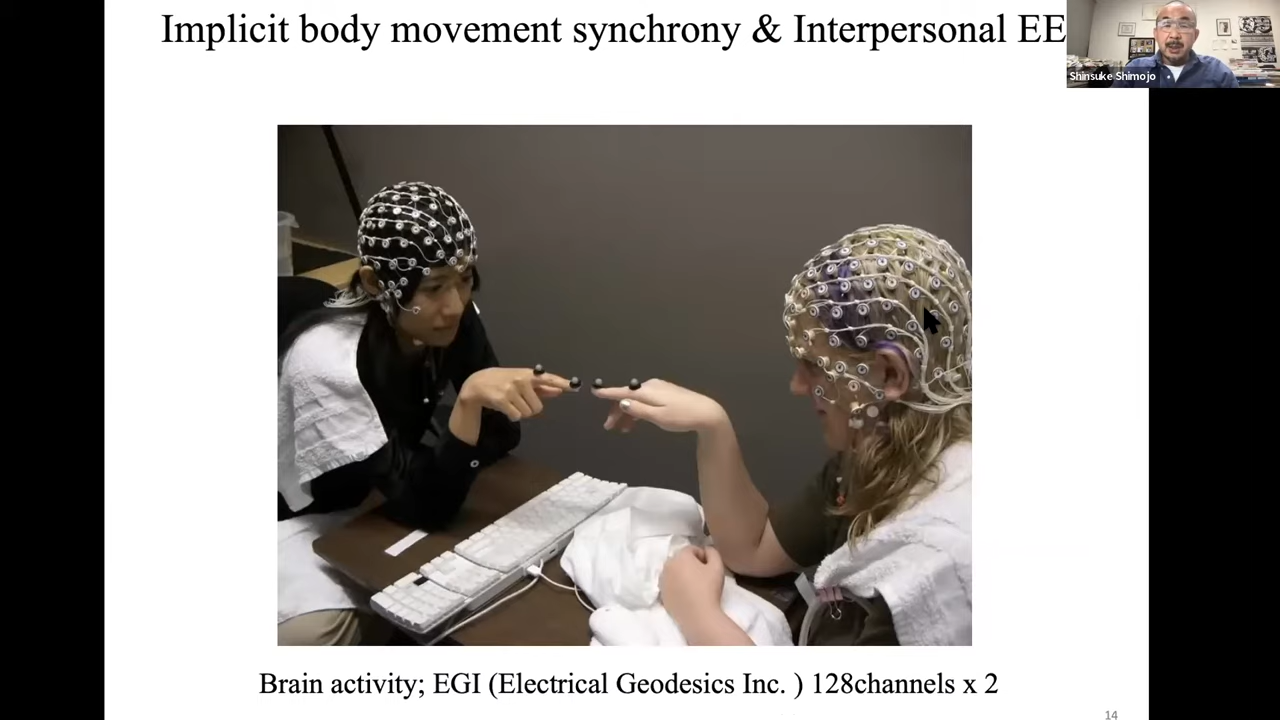 Implicit body movement synchrony & Interpersonal EE
Shinsuke Shimojo
Brain activity; EGI (Electrical Geodesics Inc. ) 128channels x 2
14